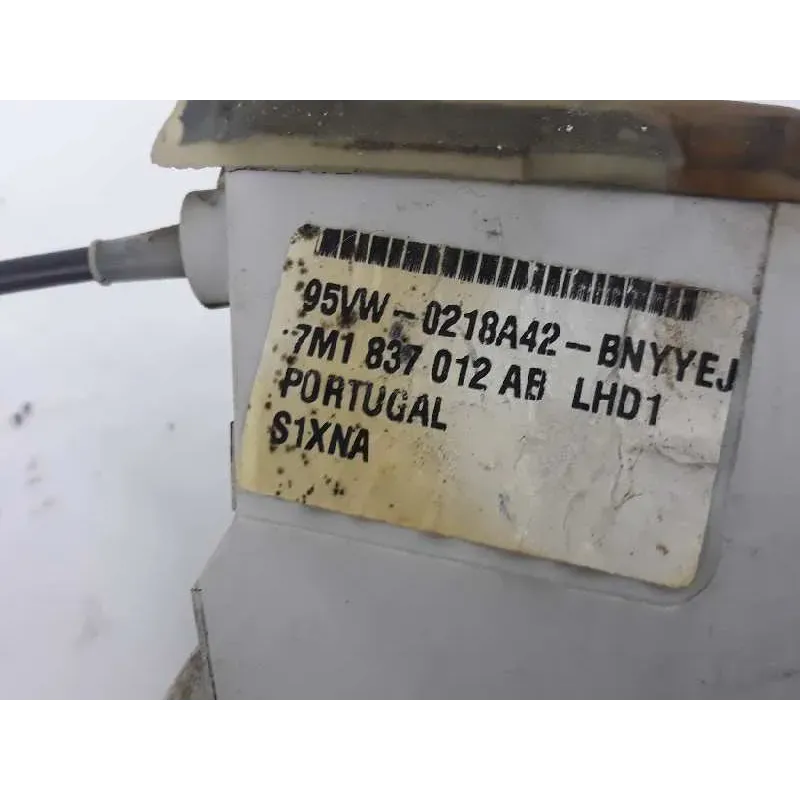 95VW-0218A42-BNYYEJ
7M1 837 012 AB LHD1
PORTUGAL
S1XNA